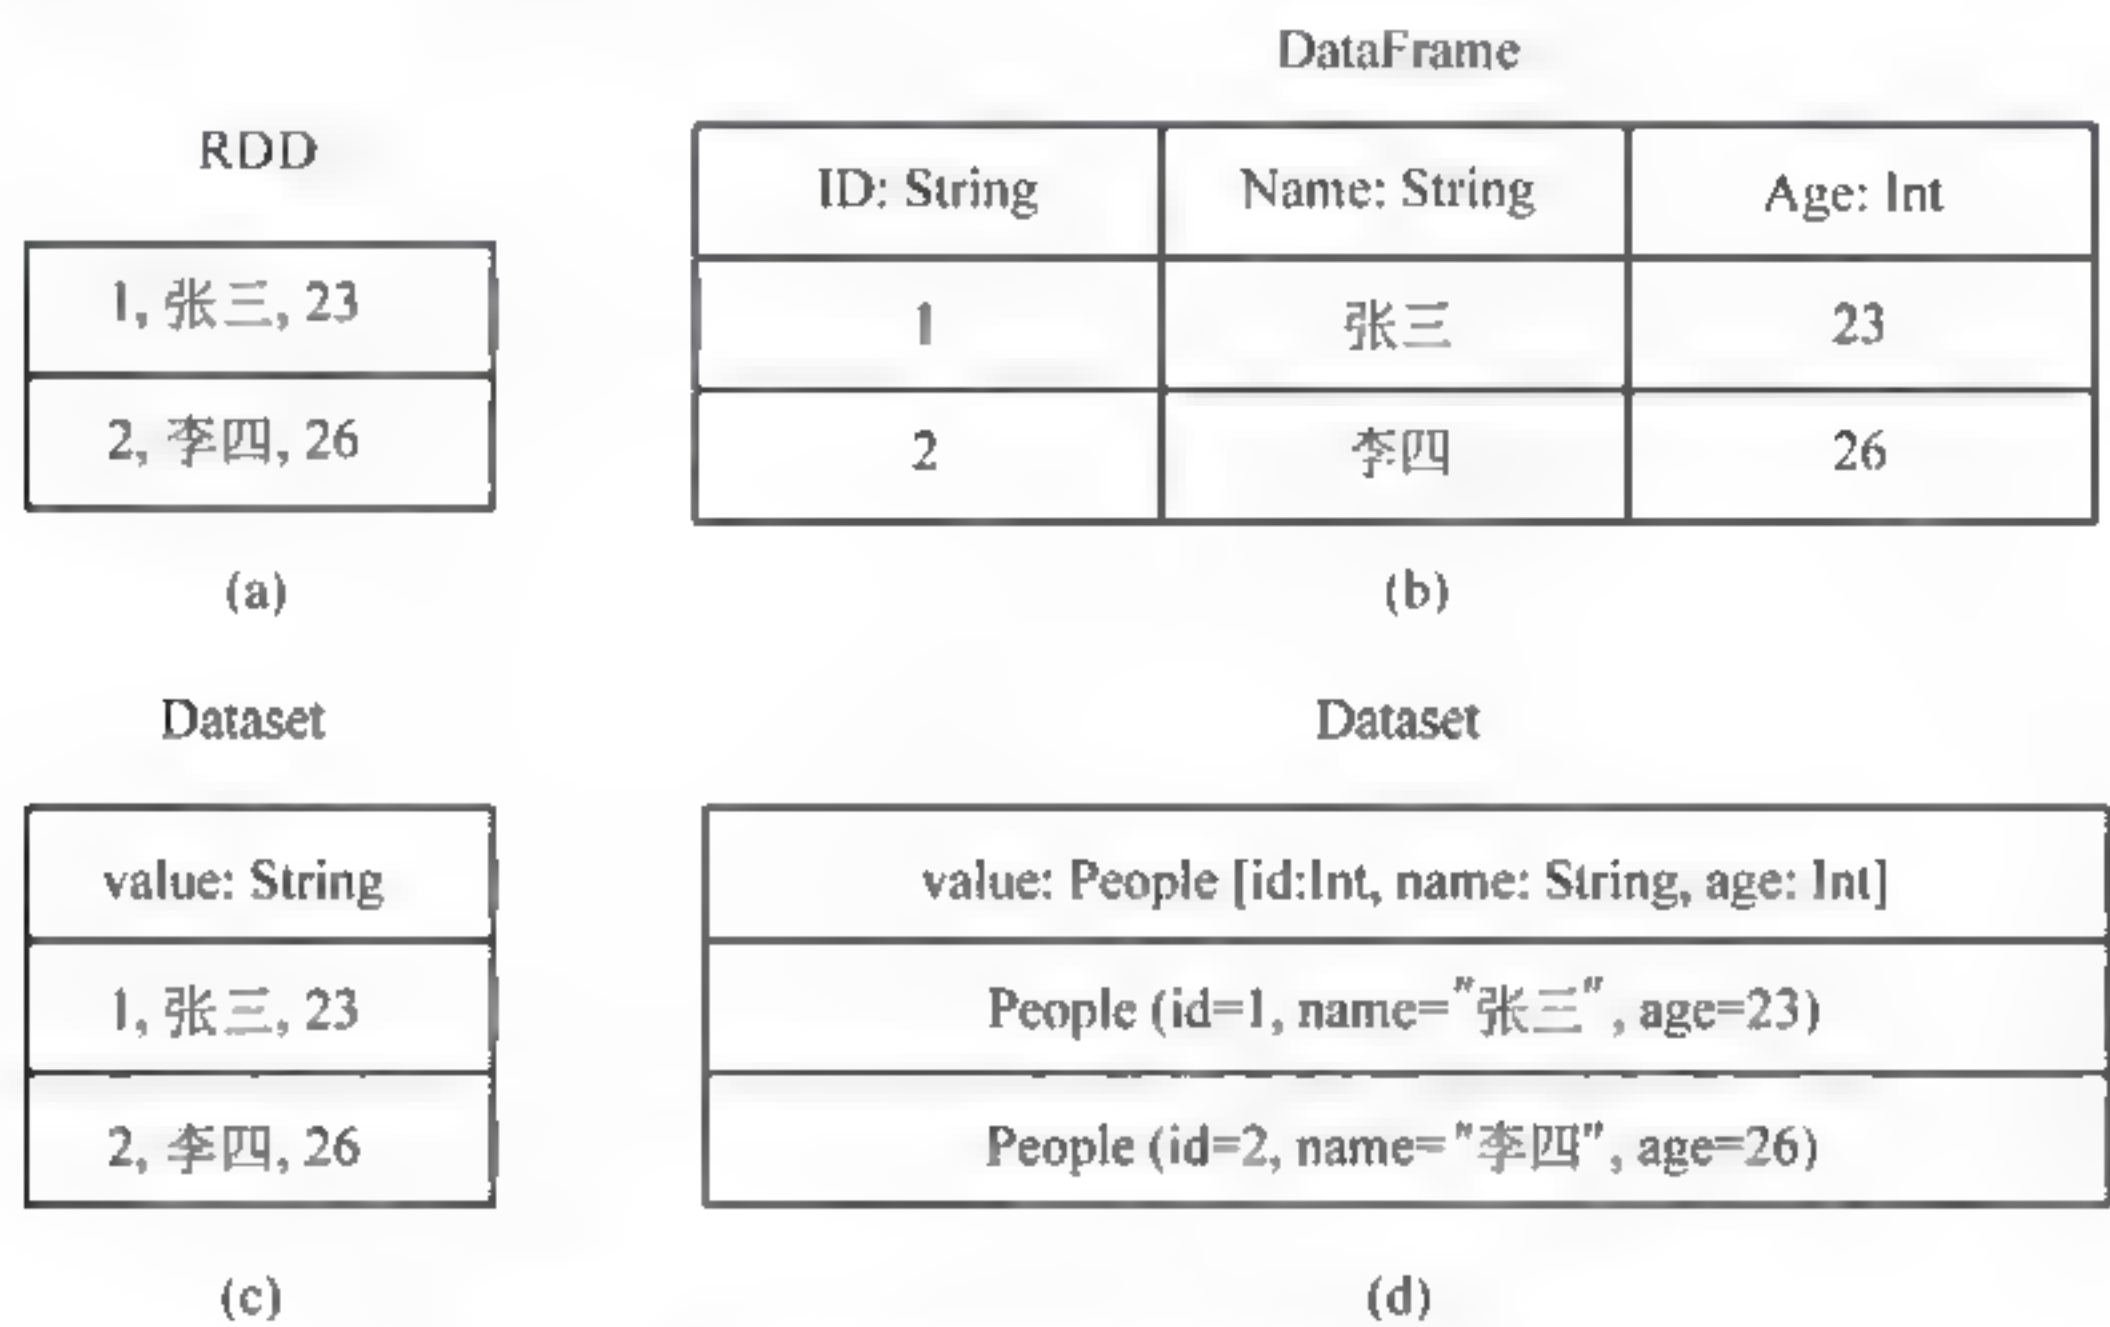 RDD
1, 张三, 23
2, 李四, 26
(a)
DataFrame
ID: String Name: String Age: Int
1 张三 23
2 李四 26
(b)
Dataset
value: String
1, 张三, 23
2, 李四, 26
(c)
Dataset
value: People [id:Int, name: String, age: Int]
People (id=1, name="张三", age=23)
People (id=2, name="李四", age=26)
(d)